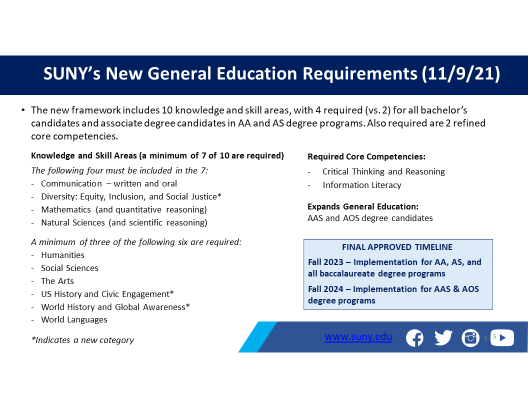 SUNY's New General Education Requirements (11/9/21)
• The new framework includes 10 knowledge and skill areas, with 4 required (vs. 2) for all bachelor's
candidates and associate degree candidates in AA and AS degree programs. Also required are 2 refined
core competencies.
Knowledge and Skill Areas (a minimum of 7 of 10 are required)
The following four must be included in the 7:
- Communication – written and oral
- Diversity: Equity, Inclusion, and Social Justice*
- Mathematics (and quantitative reasoning)
- Natural Sciences (and scientific reasoning)
A minimum of three of the following six are required:
- Humanities
- Social Sciences
- The Arts
- US History and Civic Engagement*
- World History and Global Awareness*
- World Languages
*Indicates a new category
Required Core Competencies:
- Critical Thinking and Reasoning
- Information Literacy
Expands General Education:
AAS and AOS degree candidates
FINAL APPROVED TIMELINE
Fall 2023 – Implementation for AA, AS, and
all baccalaureate degree programs
Fall 2024 – Implementation for AAS & AOS
degree programs
www.suny.edu